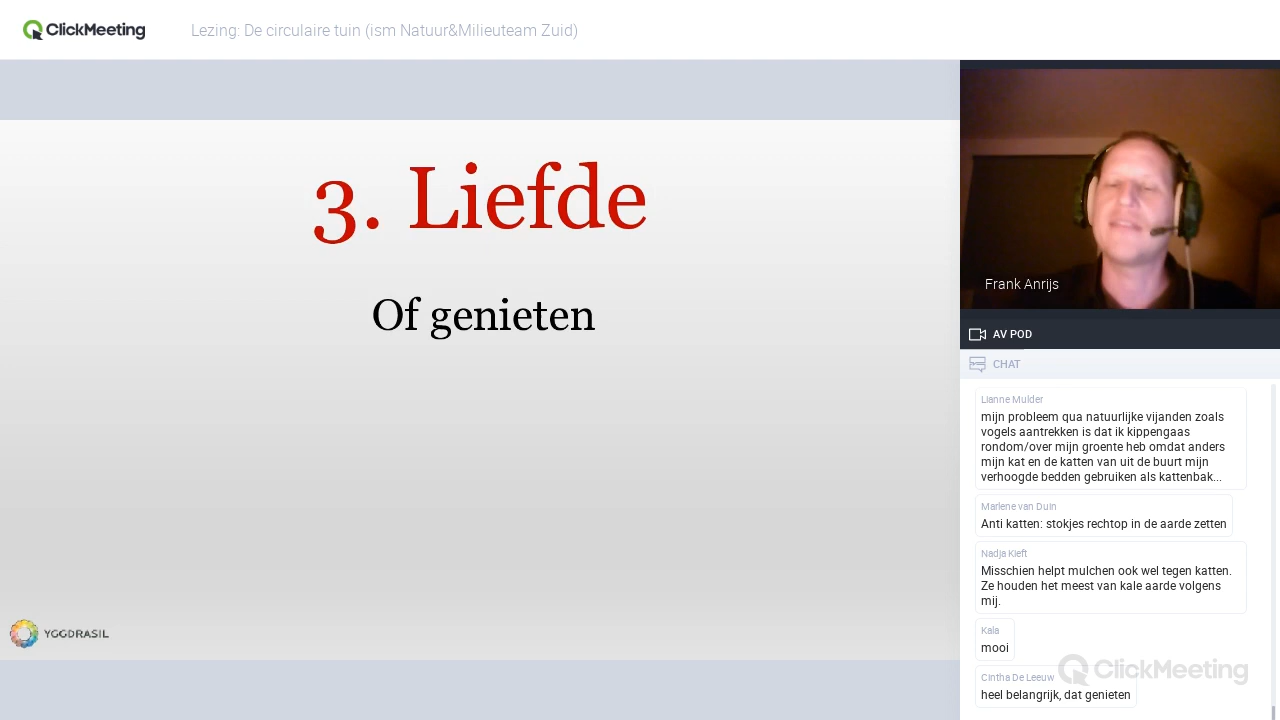 ClickMeeting
Lezing: De circulaire tuin (ism Natuur&Milieuteam Zuid)
3. Liefde
Of genieten
YGGDRASIL
Frank Anrijs
AV POD
CHAT
Lianne Mulder
mijn probleem qua natuurlijke vijanden zoals
vogels aantrekken is dat ik kippengaas
rondom/over mijn groente heb omdat anders
mijn kat en de katten van uit de buurt mijn
verhoogde bedden gebruiken als kattenbak...
Marlene van Duin
Anti katten: stokjes rechtop in de aarde zetten
Nadja Kieft
Misschien helpt mulchen ook wel tegen katten.
Ze houden het meest van kale aarde volgens
mij.
Kala
mooi
Cintha De Leeuw
heel belangrijk, dat genieten
ClickMeeting